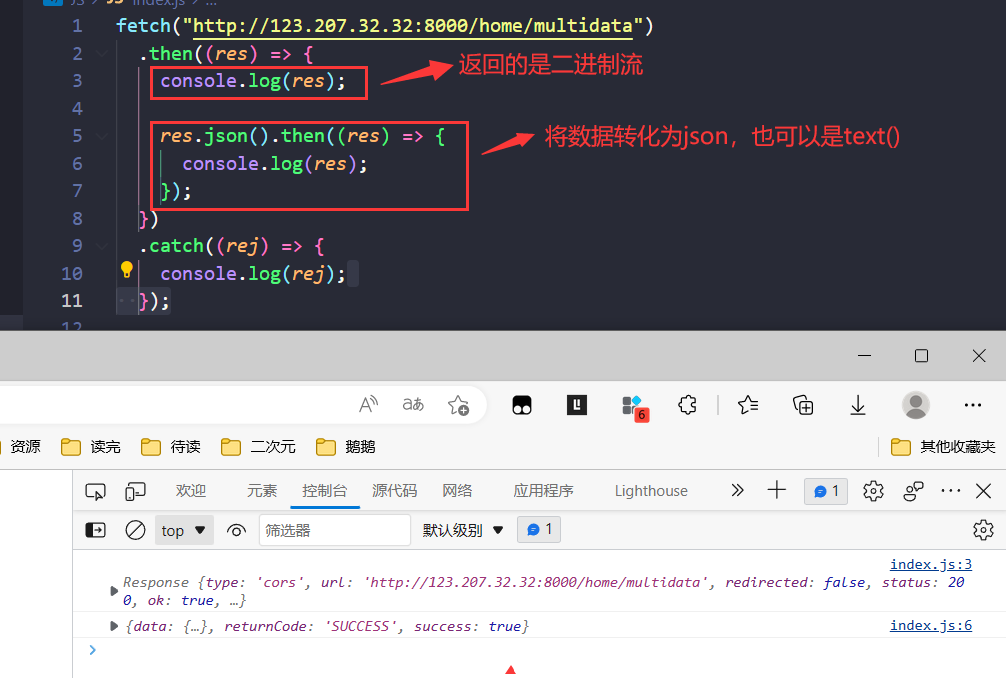 JS > JS index.js > ...
1 fetch("http://123.207.32.32:8000/home/multidata")
2 .then((res) => {
3 console.log(res);
返回的是二进制流
4
5 res.json().then((res) => {
将数据转化为json，也可以是text()
6 console.log(res);
7 });
8 })
9 .catch((rej) => {
10 console.log(rej);
11 });
12
aあ
6
资源 读完 待读 二次元 鹅鹅 其他收藏夹
欢迎 元素 控制台 源代码 网络 应用程序 Lighthouse 1
top 筛选器 默认级别 1
index.js:3
Response {type: 'cors', url: 'http://123.207.32.32:8000/home/multidata', redirected: false, status: 20
0, ok: true, …}
{data: {…}, returnCode: 'SUCCESS', success: true} index.js:6